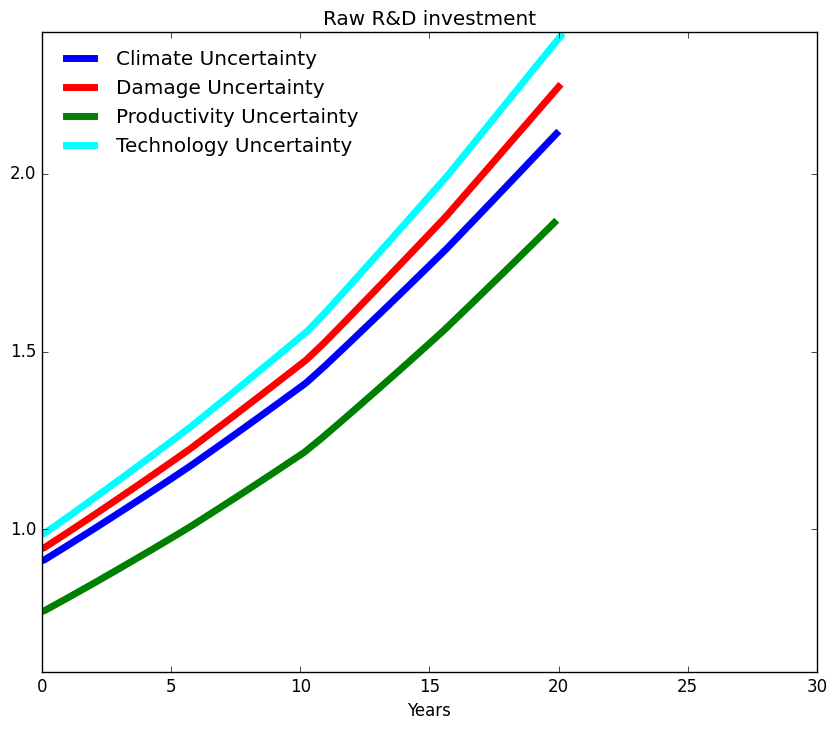 Raw R&D investment
Climate Uncertainty
Damage Uncertainty
Productivity Uncertainty
Technology Uncertainty
2.0
1.5
1.0
0 5 10 15 20 25 30
Years